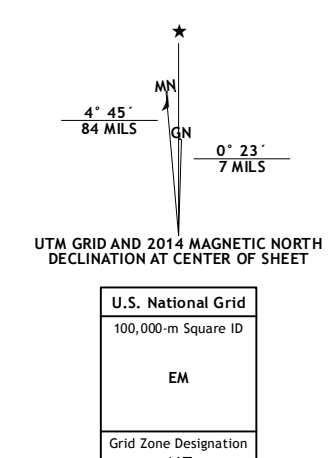 ★
MN
4° 45´
84 MILS
GN
0° 23´
7 MILS
UTM GRID AND 2014 MAGNETIC NORTH
DECLINATION AT CENTER OF SHEET
U.S. National Grid
100,000-m Square ID
EM
Grid Zone Designation